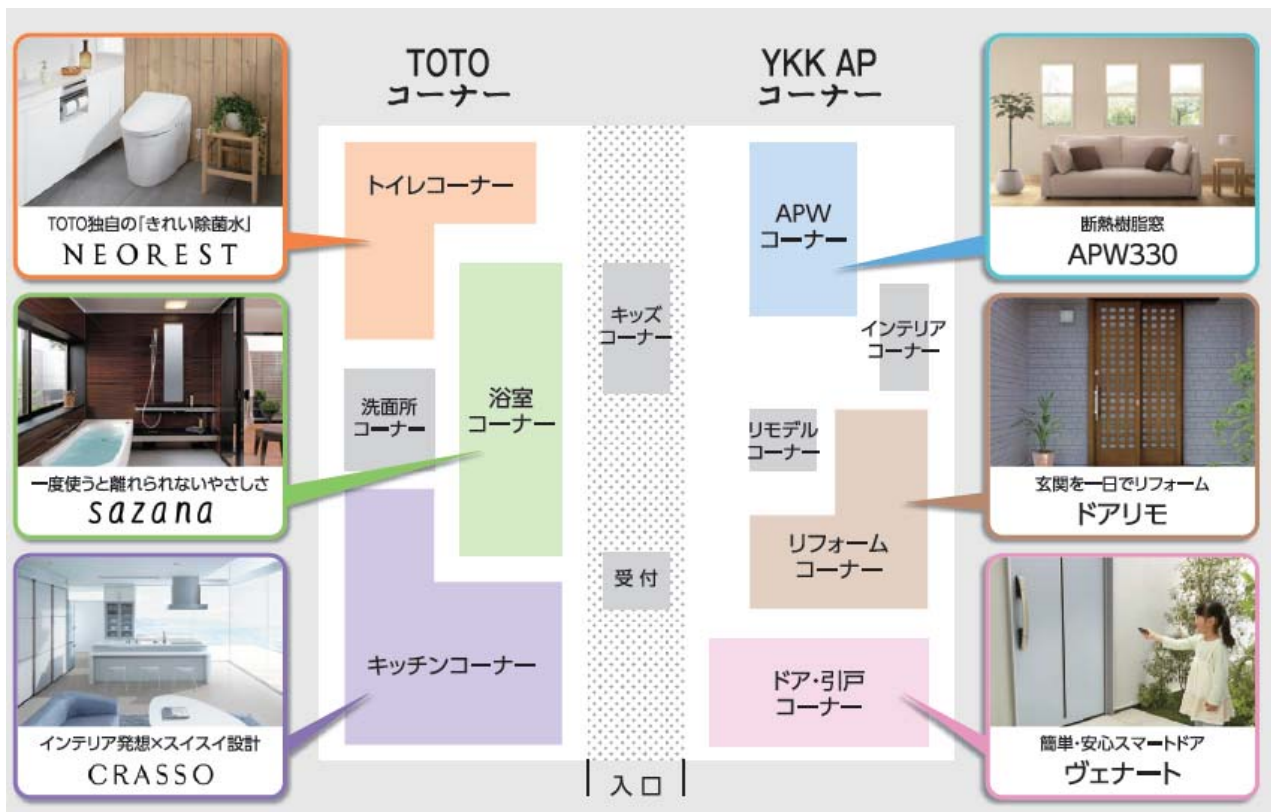 TOTO
コーナー
YKK AP
コーナー
TOTO独自の「きれい除菌水」
NEOREST
一度使うと離れられないやさしさ
sazana
インテリア発想×スイスイ設計
CRASSO
トイレコーナー
洗面所
コーナー
浴室
コーナー
キッチンコーナー
キッズ
コーナー
受付
入口
APW
コーナー
インテリア
コーナー
リモデル
コーナー
リフォーム
コーナー
ドア・引戸
コーナー
断熱樹脂窓
APW330
玄関を一日でリフォーム
ドアリモ
簡単・安心スマートドア
ヴェナート